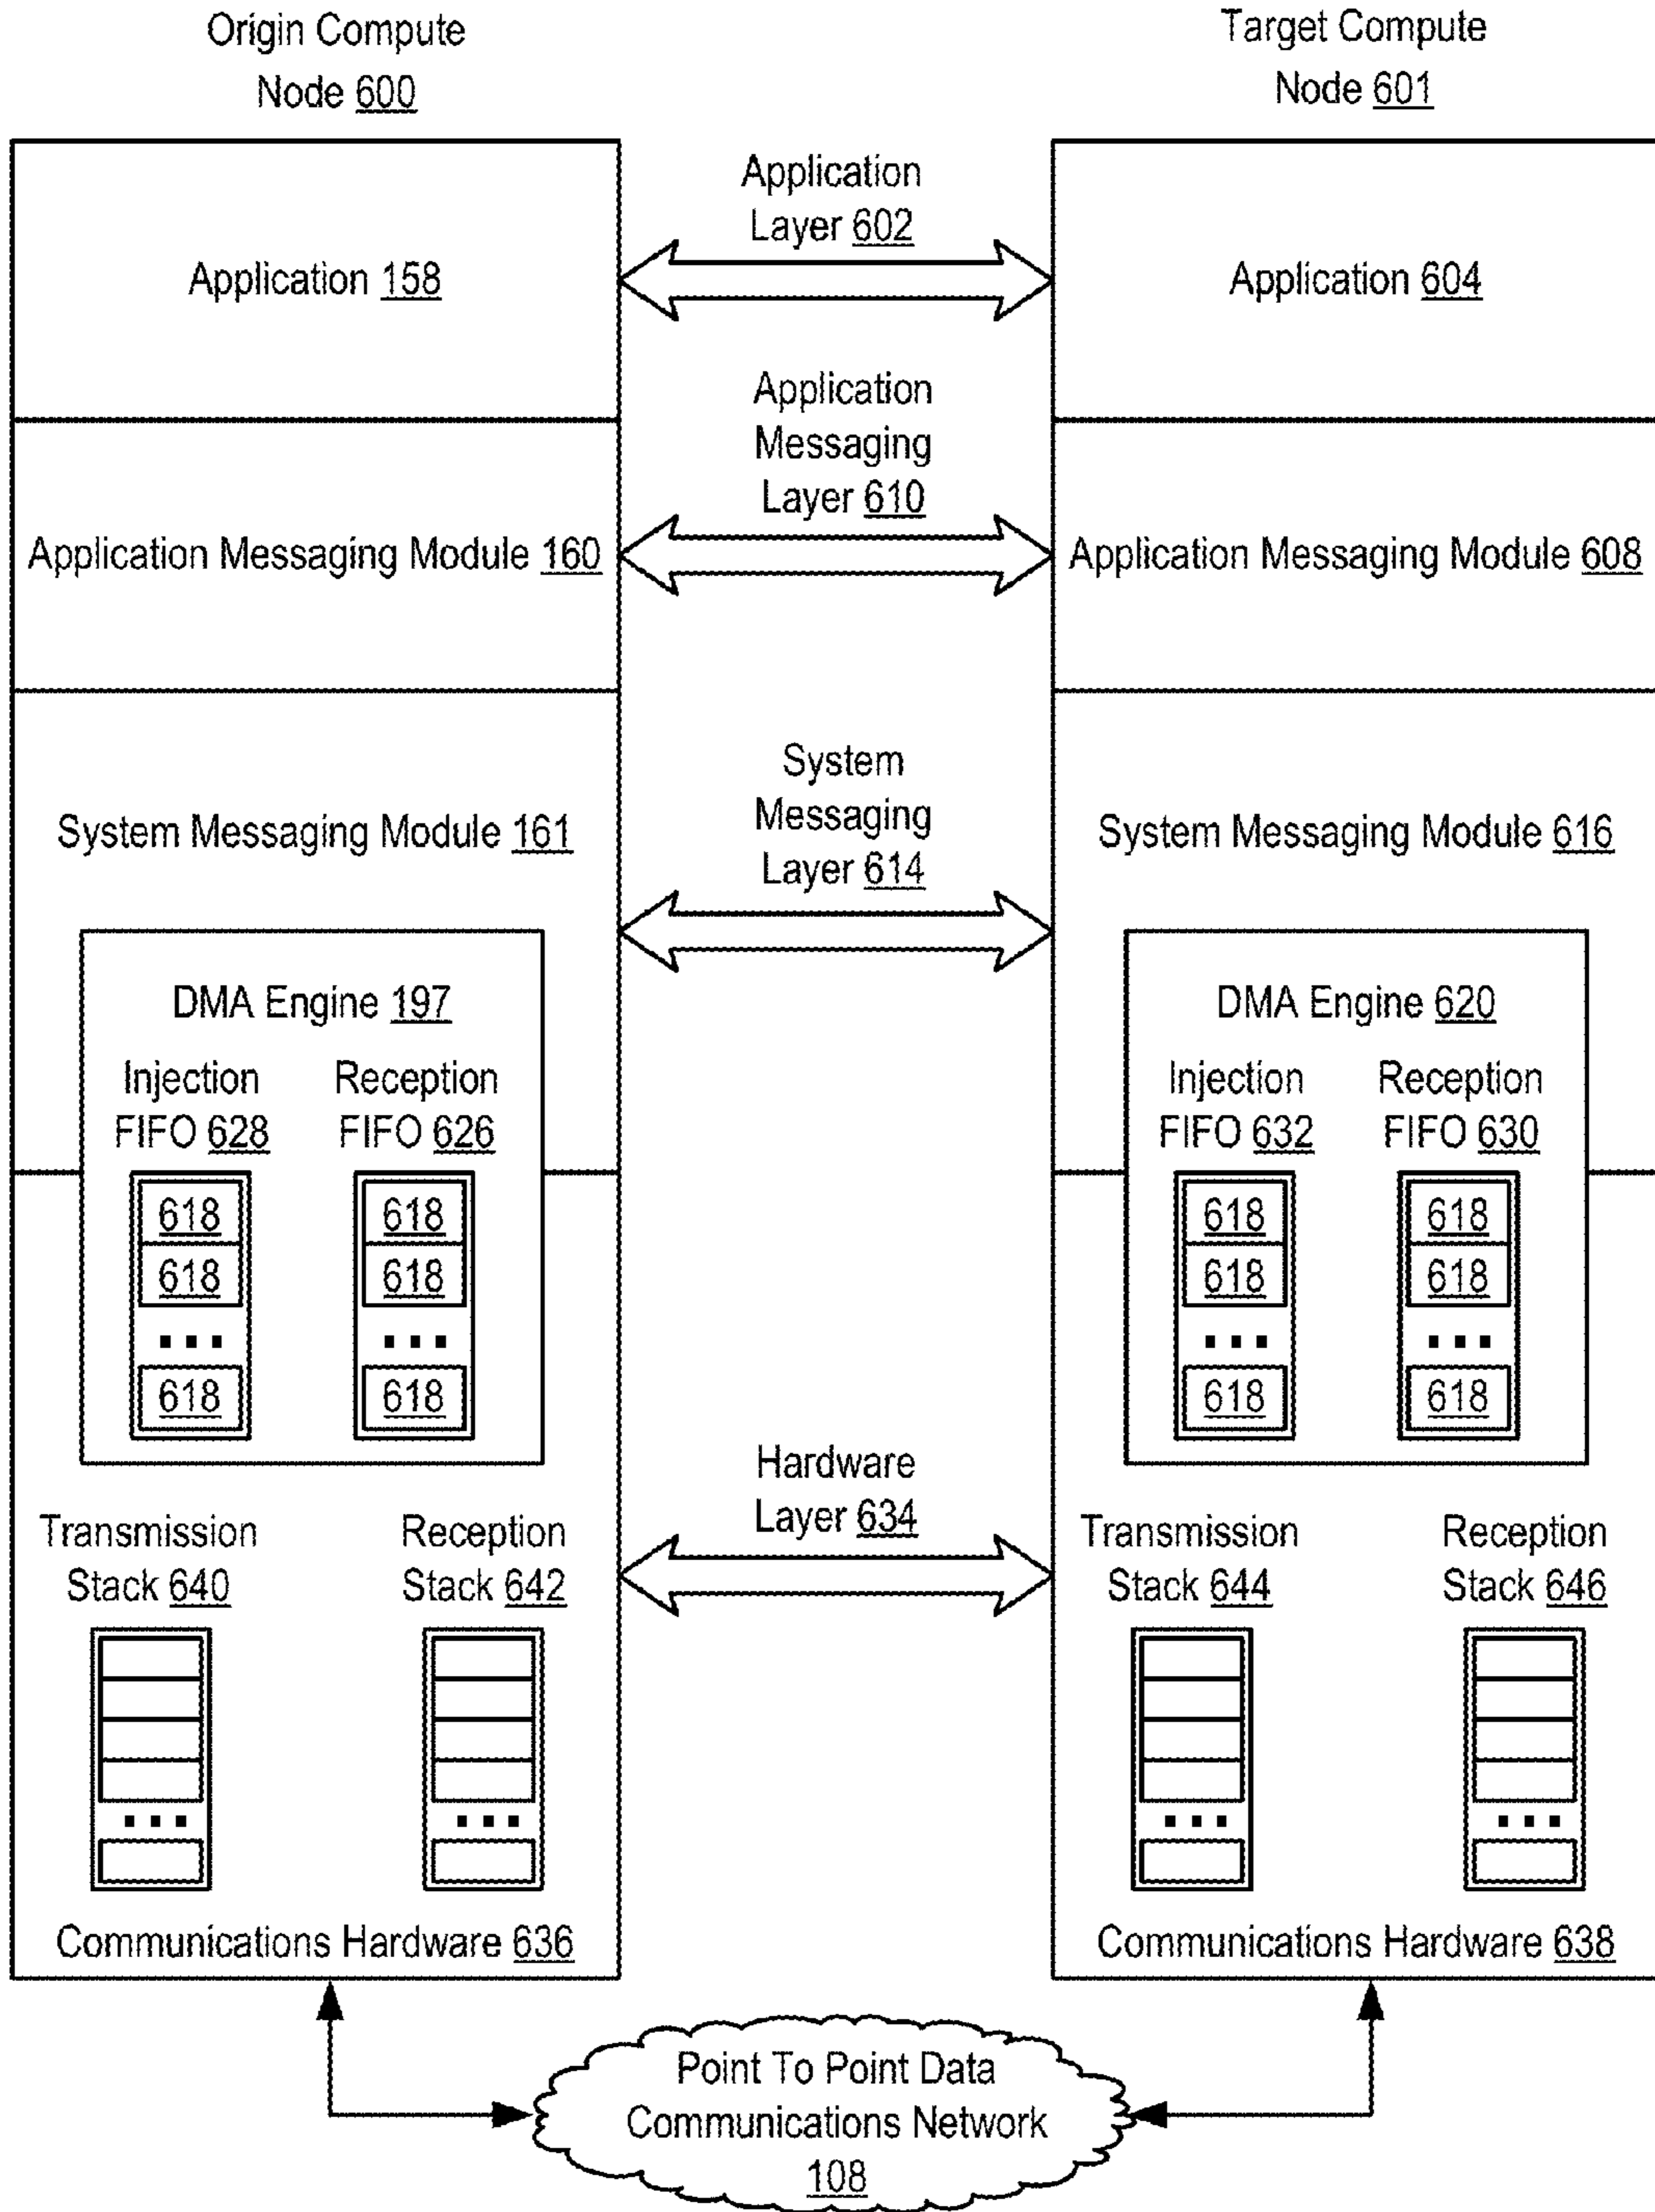 Origin Compute
Node 600
Target Compute
Node 601
Application
Layer 602
Application 158
Application 604
Application
Messaging
Layer 610
Application Messaging Module 160
Application Messaging Module 608
System
Messaging
Layer 614
System Messaging Module 161
System Messaging Module 616
DMA Engine 197
DMA Engine 620
Injection
FIFO 628
Reception
FIFO 626
Injection
FIFO 632
Reception
FIFO 630
618
618
618
618
618
618
618
618
...
...
...
...
618
618
618
618
Hardware
Layer 634
Transmission
Stack 640
Reception
Stack 642
Transmission
Stack 644
Reception
Stack 646
...
...
...
...
Communications Hardware 636
Communications Hardware 638
Point To Point Data
Communications Network
108